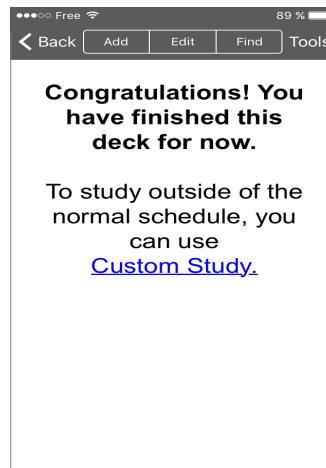 ●●●○○ Free 89 %
Back Add Edit Find Tools
Congratulations! You
have finished this
deck for now.
To study outside of the
normal schedule, you
can use
Custom Study.